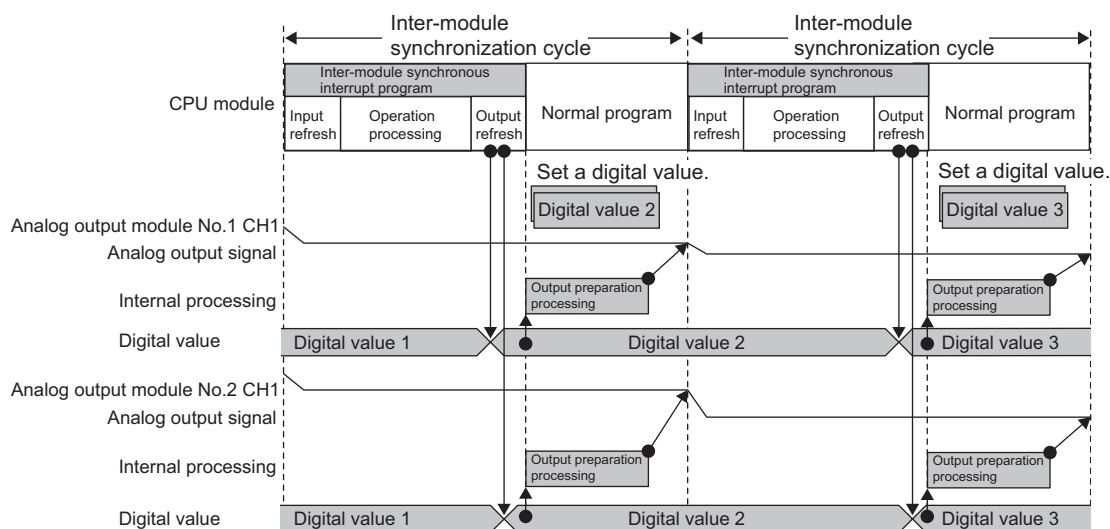 Inter-module
synchronization cycle
Inter-module
synchronization cycle
CPU module
Inter-module synchronous
interrupt program
Normal program
Inter-module synchronous
interrupt program
Normal program
Input
refresh
Operation
processing
Output
refresh
Input
refresh
Operation
processing
Output
refresh
Set a digital value.
Set a digital value.
Digital value 2
Digital value 3
Analog output module No.1 CH1
Analog output signal
Internal processing
Output preparation
processing
Output preparation
processing
Digital value
Digital value 1
Digital value 2
Digital value 3
Analog output module No.2 CH1
Analog output signal
Internal processing
Output preparation
processing
Output preparation
processing
Digital value
Digital value 1
Digital value 2
Digital value 3